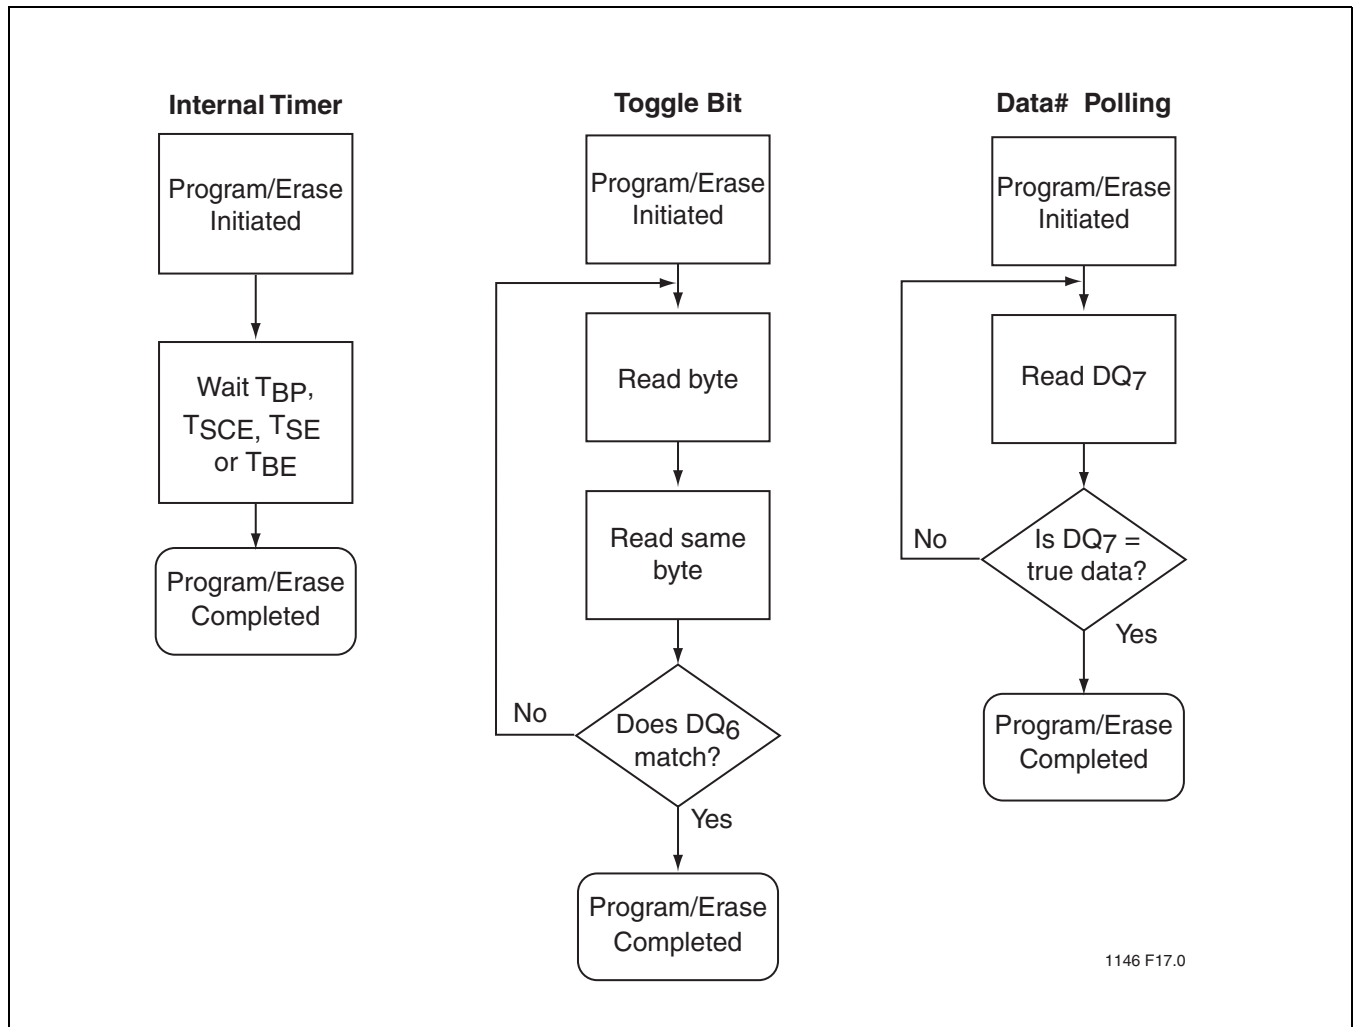 Internal Timer
Program/Erase
Initiated
Wait TBP,
TSCE, TSE
or TBE
Program/Erase
Completed
Toggle Bit
Program/Erase
Initiated
Read byte
Read same
byte
Does DQ6
match?
No
Yes
Program/Erase
Completed
Data# Polling
Program/Erase
Initiated
Read DQ7
Is DQ7 =
true data?
No
Yes
Program/Erase
Completed
1146 F17.0